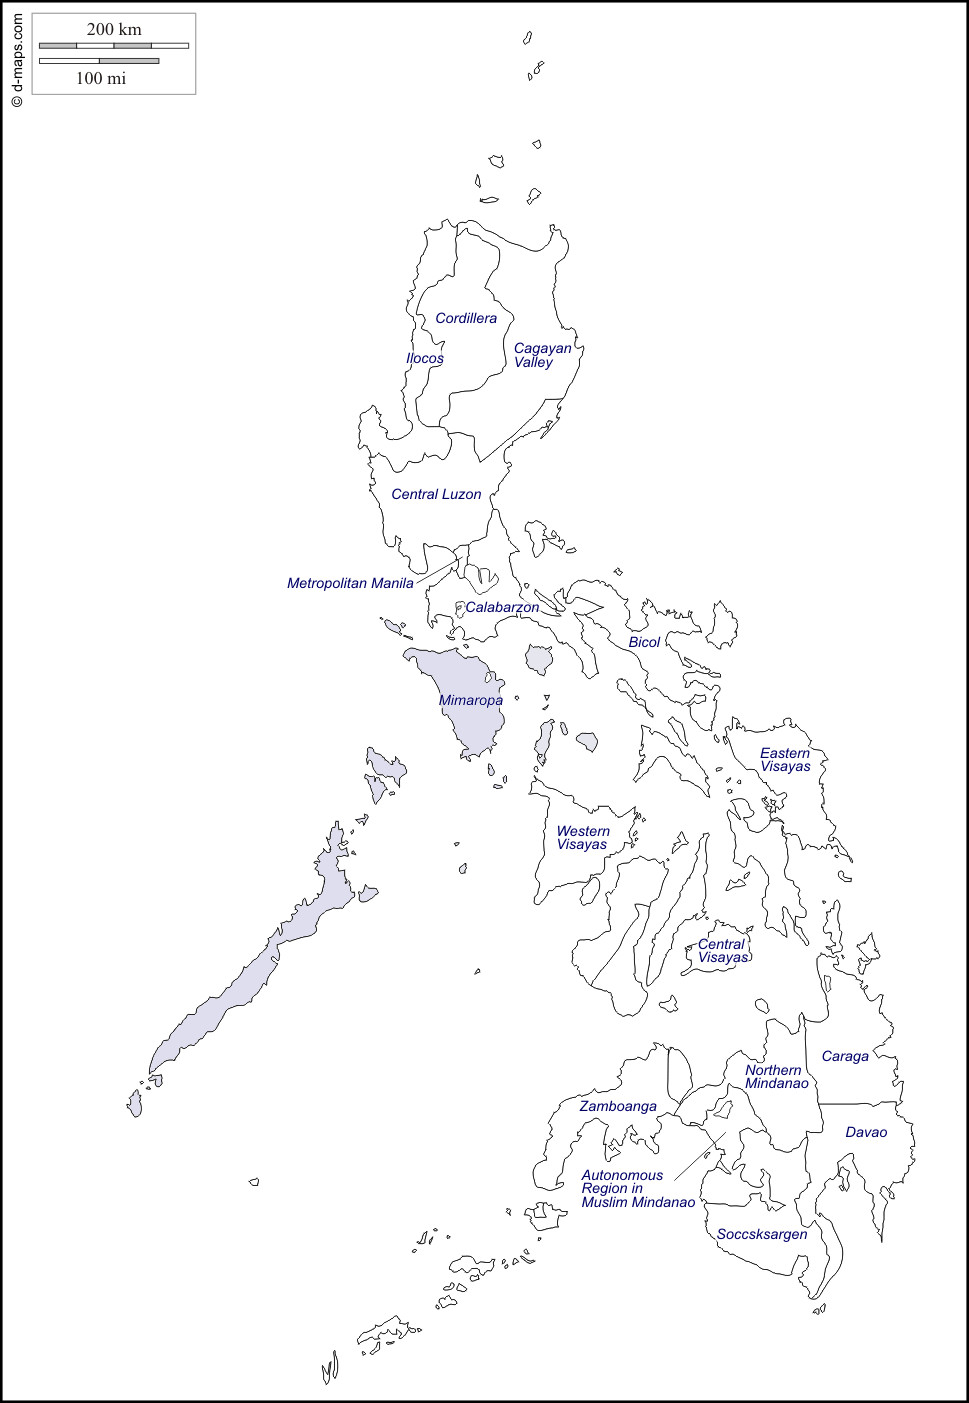 © d-maps.com
200 km
100 mi
Cordillera
Ilocos
Cagayan
Valley
Central Luzon
Metropolitan Manila
Calabarzon
Bicol
Mimaropa
Eastern
Visayas
Western
Visayas
Central
Visayas
Caraga
Northern
Mindanao
Zamboanga
Davao
Autonomous
Region in
Muslim Mindanao
Soccsksargen